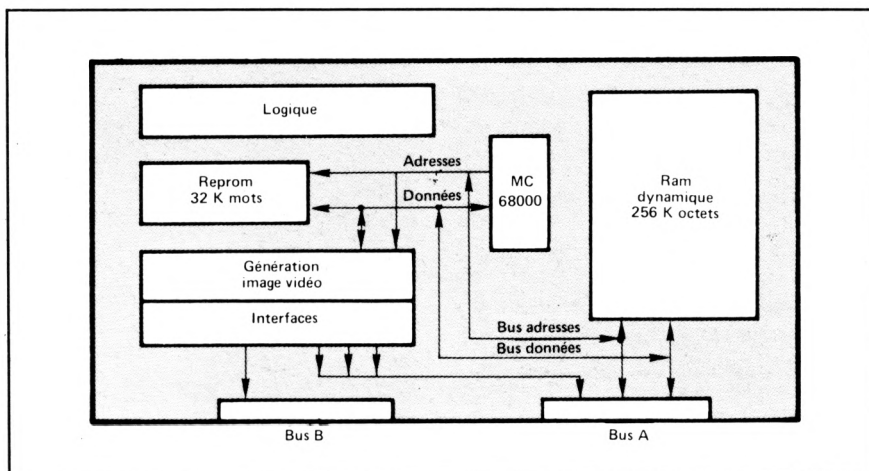 Logique
Adresses
MC
68000
Reprom
32 K mots
Données
Ram
dynamique
256 K octets
Génération
image vidéo
Interfaces
Bus adresses
Bus données
Bus B
Bus A